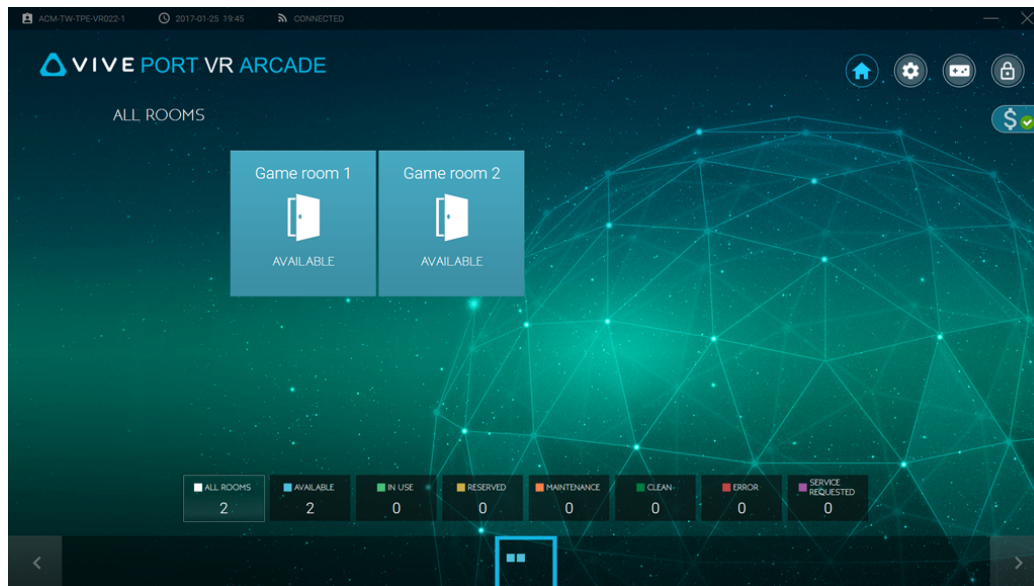 ACM-TW-TPE-VR022-1 2017-01-25 19:45 CONNECTED
VIVE PORT VR ARCADE
ALL ROOMS
$
Game room 1 Game room 2
AVAILABLE AVAILABLE
ALL ROOMS AVAILABLE IN USE RESERVED MAINTENANCE CLEAN ERROR SERVICE REQUESTED
2 2 0 0 0 0 0 0